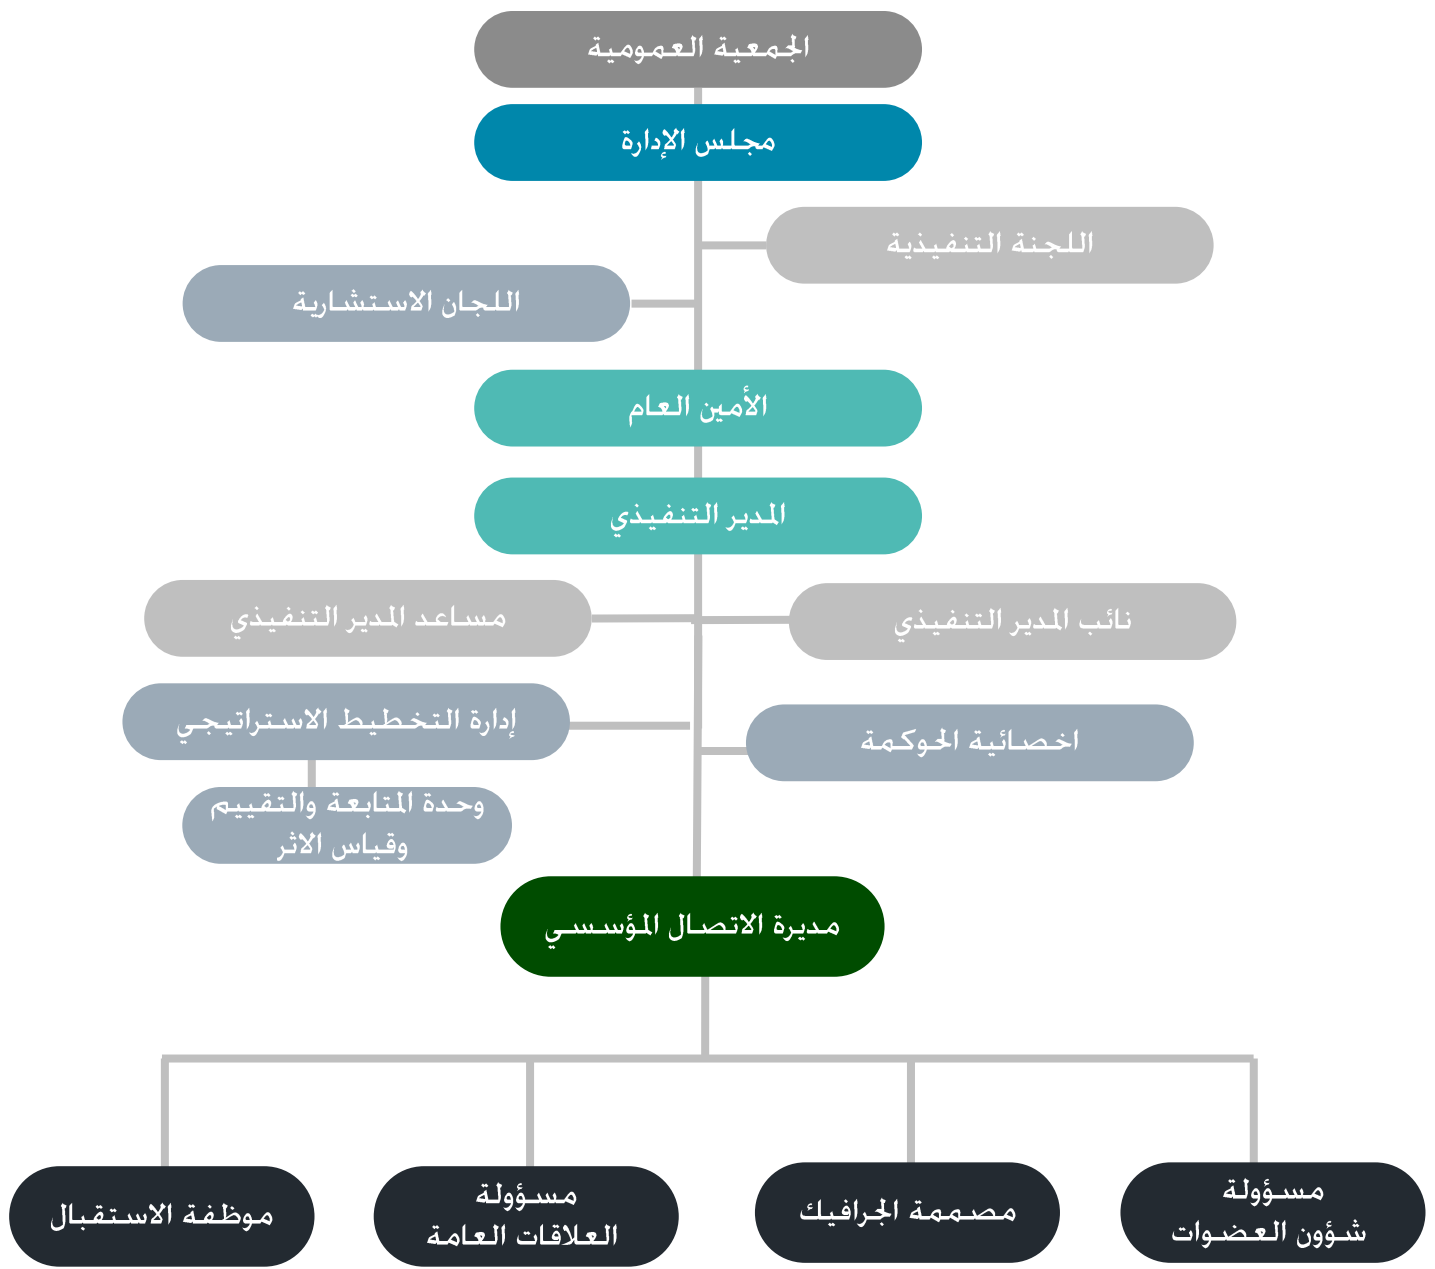 الجمعية العمومية
مجلس الإدارة
اللجنة التنفيذية
اللجان الاستشارية
الأمين العام
المدير التنفيذي
نائب المدير التنفيذي
مساعد المدير التنفيذي
إدارة التخطيط الاستراتيجي
اخصائية الحوكمة
وحدة المتابعة والتقييم
وقياس الاثر
مديرة الاتصال المؤسسي
مسؤولة
شؤون العضوات
مصممة الجرافيك
مسؤولة
العلاقات العامة
موظفة الاستقبال